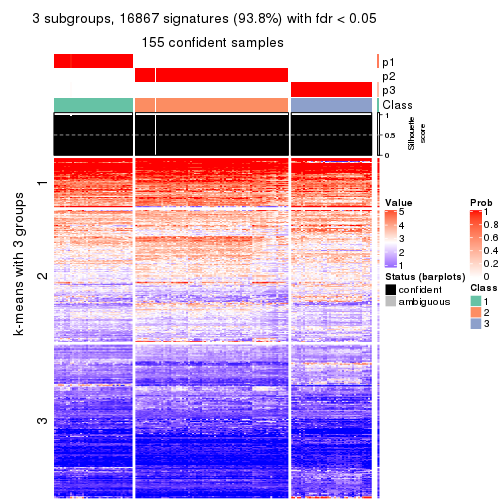 3 subgroups, 16867 signatures (93.8%) with fdr < 0.05
155 confident samples
p1
p2
p3
Class
1
0.5
0
Silhouette
score
k-means with 3 groups
1
2
3
Value
5
4
3
2
1
Status (barplots)
confident
ambiguous
Prob
1
0.8
0.6
0.4
0.2
0
Class
1
2
3